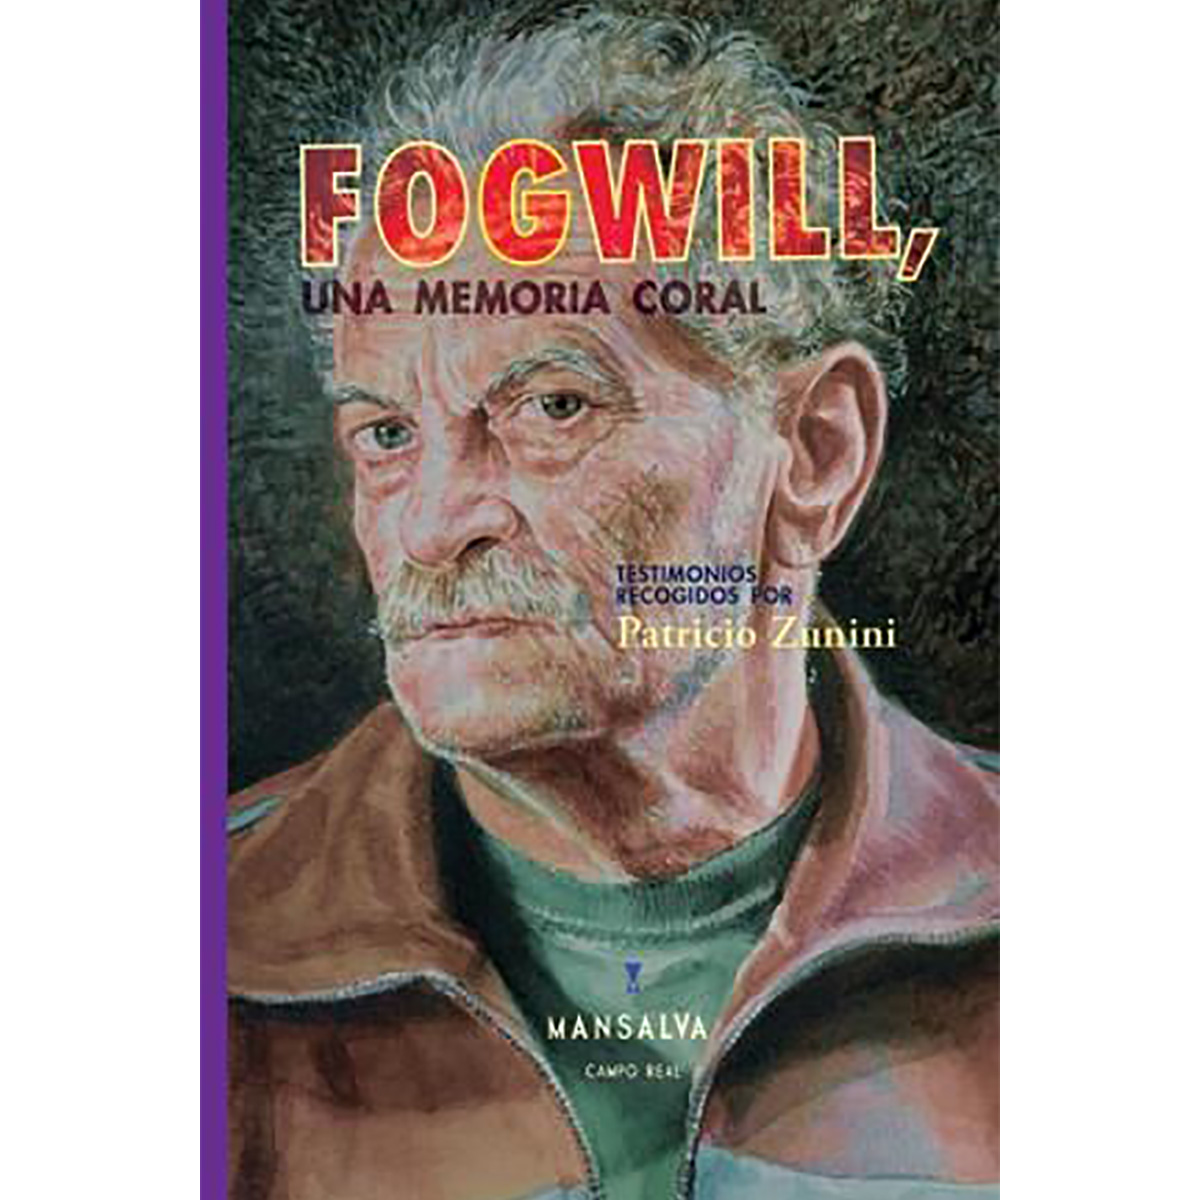 FOGWILL,
UNA MEMORIA CORAL
TESTIMONIOS
RECOGIDOS POR
Patricio Zunini
MANSALVA
CAMPO REAL